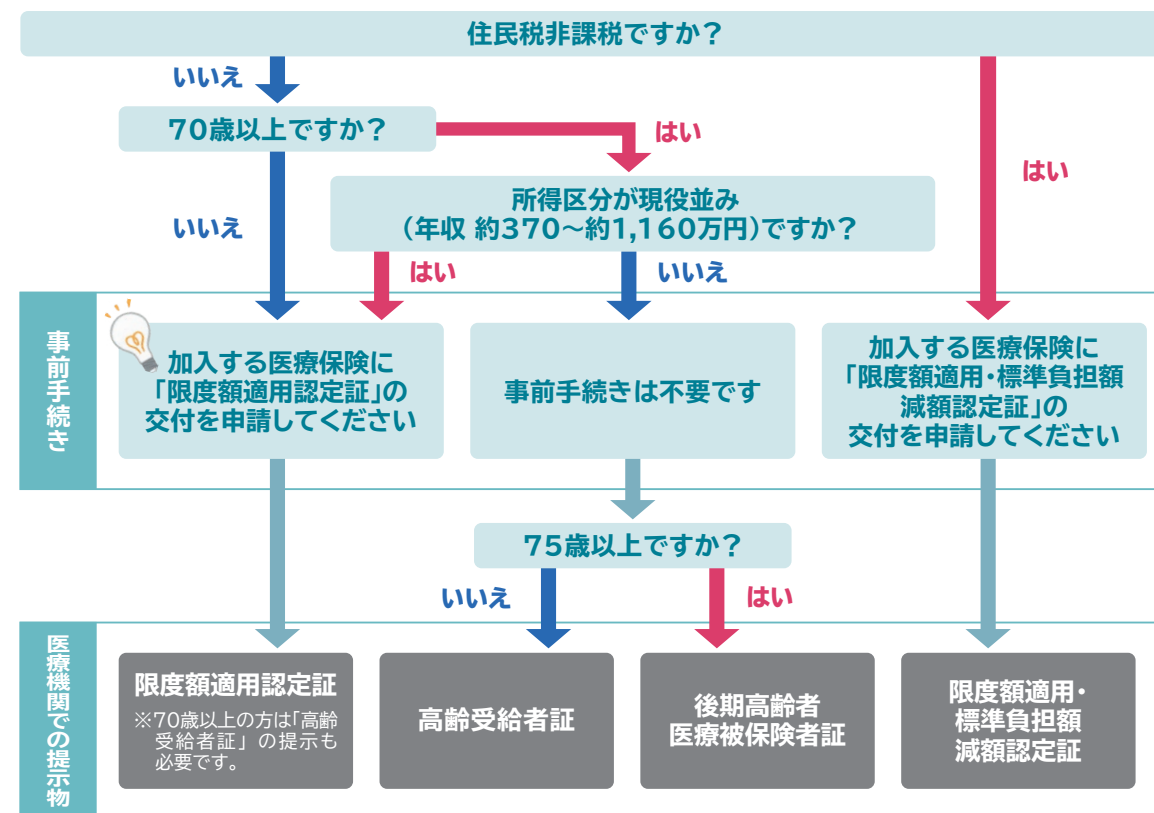 住民税非課税ですか?
いいえ
はい
70歳以上ですか?
はい
いいえ
所得区分が現役並み
(年収 約370〜約1,160万円)ですか?
はい
いいえ
事前手続き
加入する医療保険に
「限度額適用認定証」の
交付を申請してください
事前手続きは不要です
加入する医療保険に
「限度額適用・標準負担額
減額認定証」の
交付を申請してください
75歳以上ですか?
いいえ
はい
医療機関での提示物
限度額適用認定証
※70歳以上の方は「高齢
受給者証」の提示も
必要です。
高齢受給者証
後期高齢者
医療被保険者証
限度額適用・
標準負担額
減額認定証